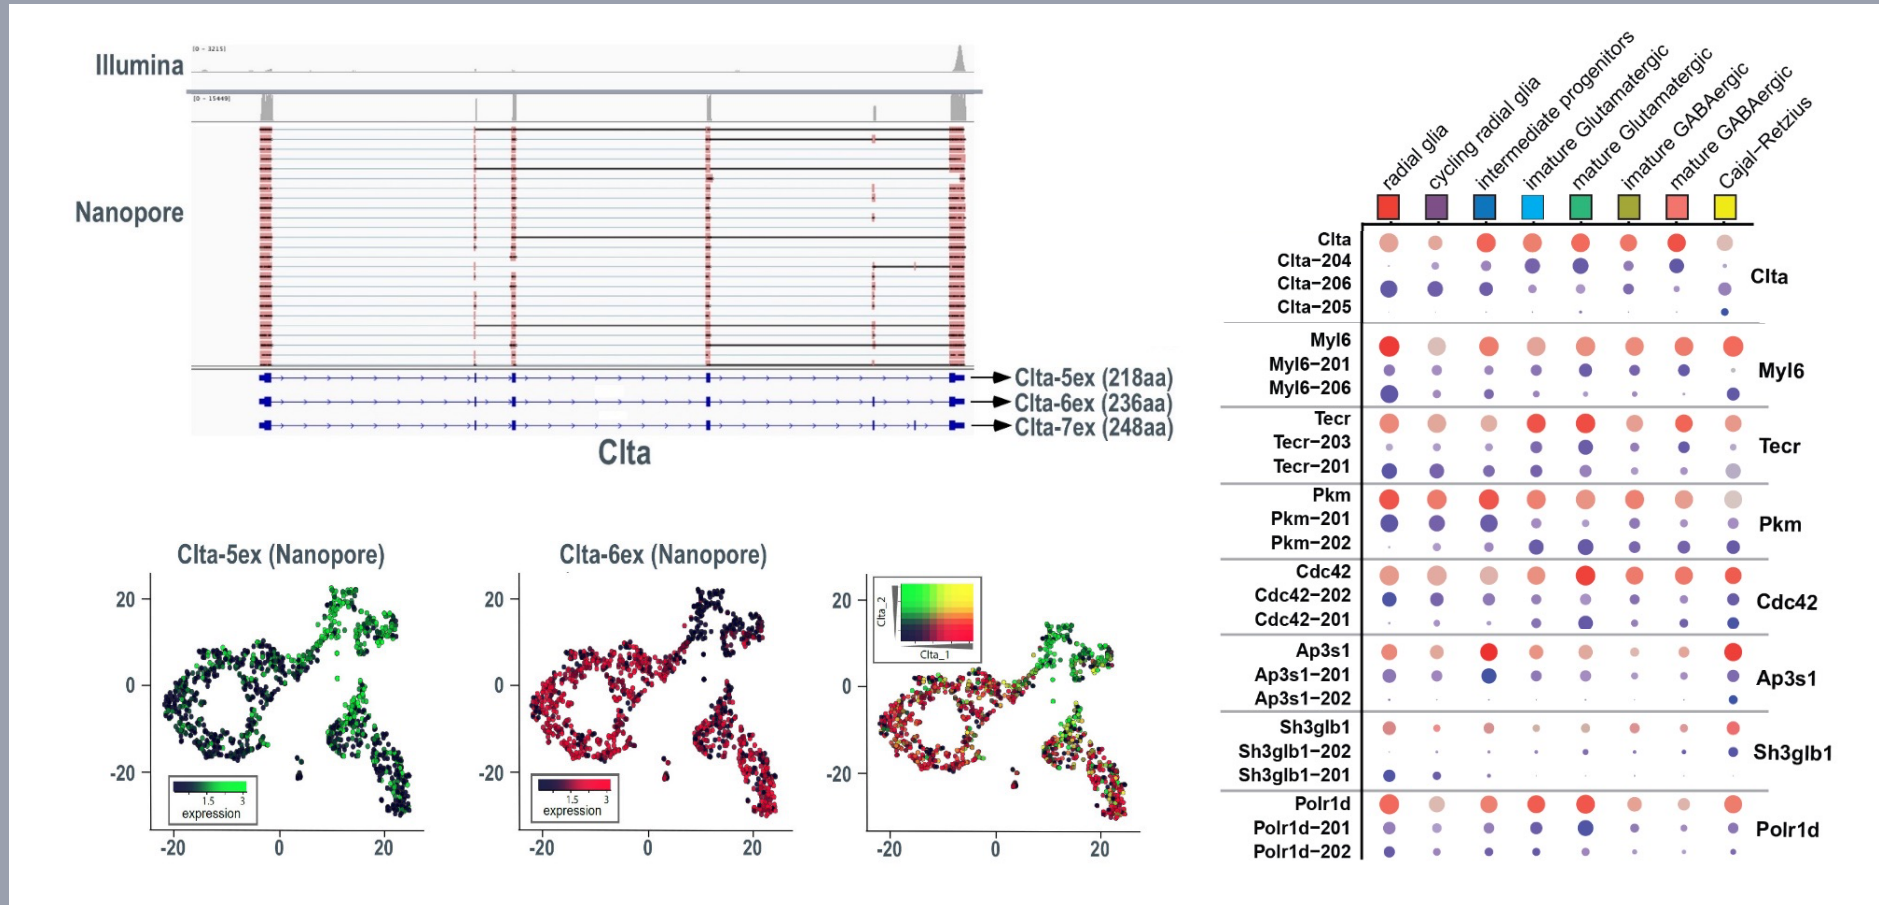 Illumina
[0 - 3215]
[0 - 15449]
Nanopore
Clta-5ex (218aa)
Clta-6ex (236aa)
Clta-7ex (248aa)
Clta
Clta-5ex (Nanopore)
20
0
-20
1.5 3
expression
-20 0 20
Clta-6ex (Nanopore)
20
0
-20
1.5 3
expression
-20 0 20
Clta_2
Clta_1
20
0
-20
-20 0 20
radial glia
cycling radial glia
intermediate progenitors
imature Glutamatergic
mature Glutamatergic
imature GABAergic
mature GABAergic
Cajal-Retzius
Clta
Clta-204
Clta-206
Clta-205
Clta
Myl6
Myl6-201
Myl6-206
Myl6
Tecr
Tecr-203
Tecr-201
Tecr
Pkm
Pkm-201
Pkm-202
Pkm
Cdc42
Cdc42-202
Cdc42-201
Cdc42
Ap3s1
Ap3s1-201
Ap3s1-202
Ap3s1
Sh3glb1
Sh3glb1-202
Sh3glb1-201
Sh3glb1
Polr1d
Polr1d-201
Polr1d-202
Polr1d